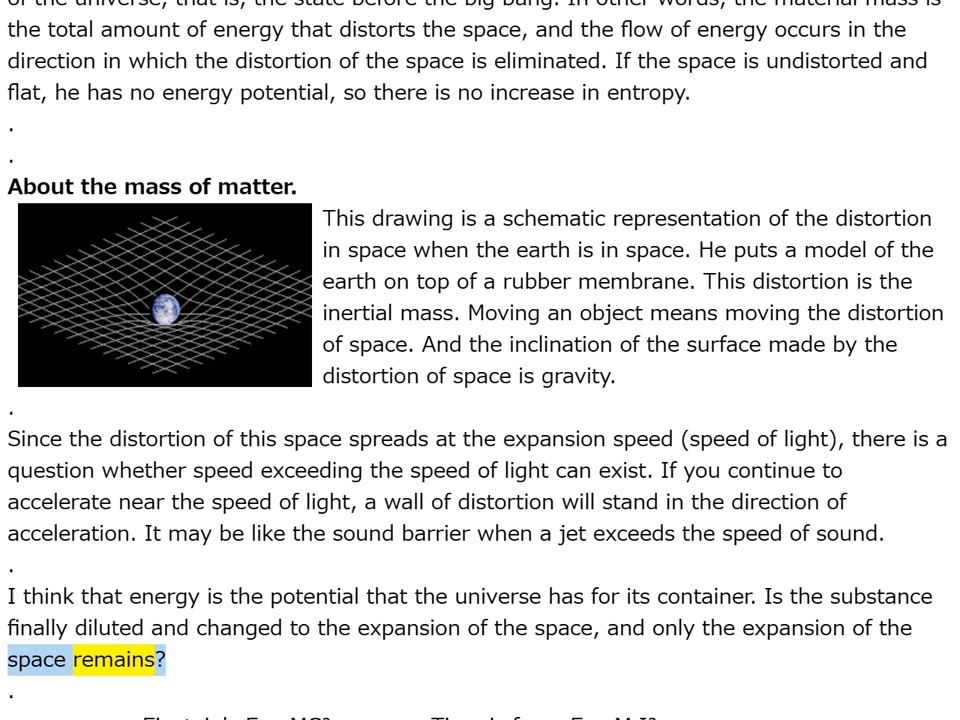 the total amount of energy that distorts the space, and the flow of energy occurs in the
direction in which the distortion of the space is eliminated. If the space is undistorted and
flat, he has no energy potential, so there is no increase in entropy.
.
.
About the mass of matter.
This drawing is a schematic representation of the distortion
in space when the earth is in space. He puts a model of the
earth on top of a rubber membrane. This distortion is the
inertial mass. Moving an object means moving the distortion
of space. And the inclination of the surface made by the
distortion of space is gravity.
.
Since the distortion of this space spreads at the expansion speed (speed of light), there is a
question whether speed exceeding the speed of light can exist. If you continue to
accelerate near the speed of light, a wall of distortion will stand in the direction of
acceleration. It may be like the sound barrier when a jet exceeds the speed of sound.
.
I think that energy is the potential that the universe has for its container. Is the substance
finally diluted and changed to the expansion of the space, and only the expansion of the
space remains?
.